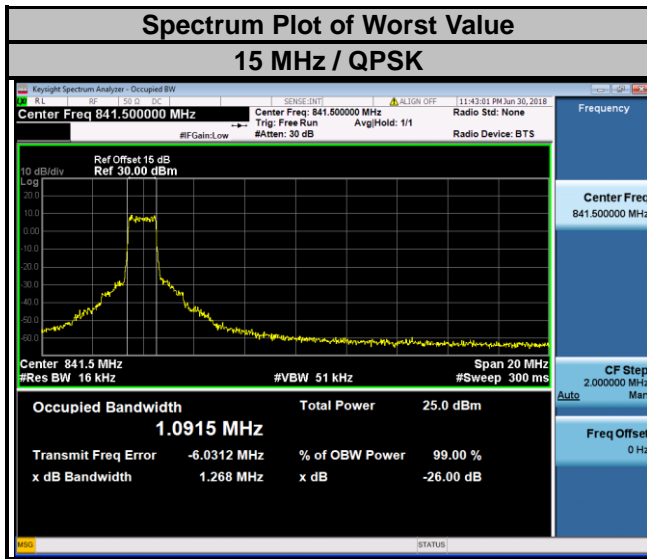 Spectrum Plot of Worst Value
15 MHz / QPSK
Keysight Spectrum Analyzer - Occupied BW
RL RF 50 Ω DC SENSE:INT ALIGN OFF 11:43:01 PM Jun 30, 2018
Center Freq 841.500000 MHz
Center Freq: 841.500000 MHz
Radio Std: None
Trig: Free Run Avg|Hold: 1/1
#IFGain:Low #Atten: 30 dB Radio Device: BTS
Frequency
Ref Offset 15 dB
10 dB/div Ref 30.00 dBm
Log
20.0
10.0
0.00
-10.0
-20.0
-30.0
-40.0
-50.0
-60.0
Center Freq
841.500000 MHz
Center 841.5 MHz Span 20 MHz
#Res BW 16 kHz #VBW 51 kHz #Sweep 300 ms
CF Step
2.000000 MHz
Auto Man
Occupied Bandwidth Total Power 25.0 dBm
1.0915 MHz
Transmit Freq Error -6.0312 MHz % of OBW Power 99.00 %
x dB Bandwidth 1.268 MHz x dB -26.00 dB
Freq Offset
0 Hz
MSG STATUS